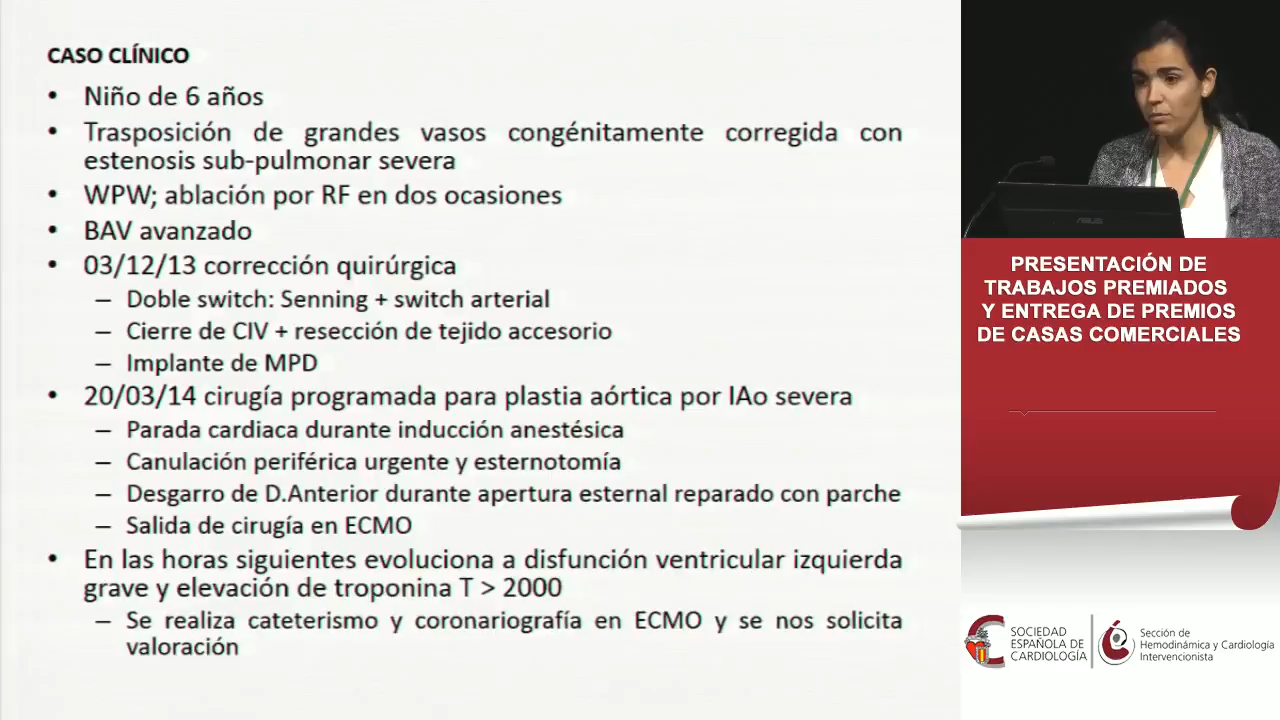 CASO CLÍNICO
• Niño de 6 años
• Trasposición de grandes vasos congénitamente corregida con
estenosis sub-pulmonar severa
• WPW; ablación por RF en dos ocasiones
• BAV avanzado
• 03/12/13 corrección quirúrgica
– Doble switch: Senning + switch arterial
– Cierre de CIV + resección de tejido accesorio
– Implante de MPD
• 20/03/14 cirugía programada para plastia aórtica por IAo severa
– Parada cardiaca durante inducción anestésica
– Canulación periférica urgente y esternotomía
– Desgarro de D.Anterior durante apertura esternal reparado con parche
– Salida de cirugía en ECMO
• En las horas siguientes evoluciona a disfunción ventricular izquierda
grave y elevación de troponina T > 2000
– Se realiza cateterismo y coronariografía en ECMO y se nos solicita
valoración
ASUS
PRESENTACIÓN DE
TRABAJOS PREMIADOS
Y ENTREGA DE PREMIOS
DE CASAS COMERCIALES
SOCIEDAD
ESPAÑOLA DE
CARDIOLOGÍA
Sección de
Hemodinámica y Cardiología
Intervencionista